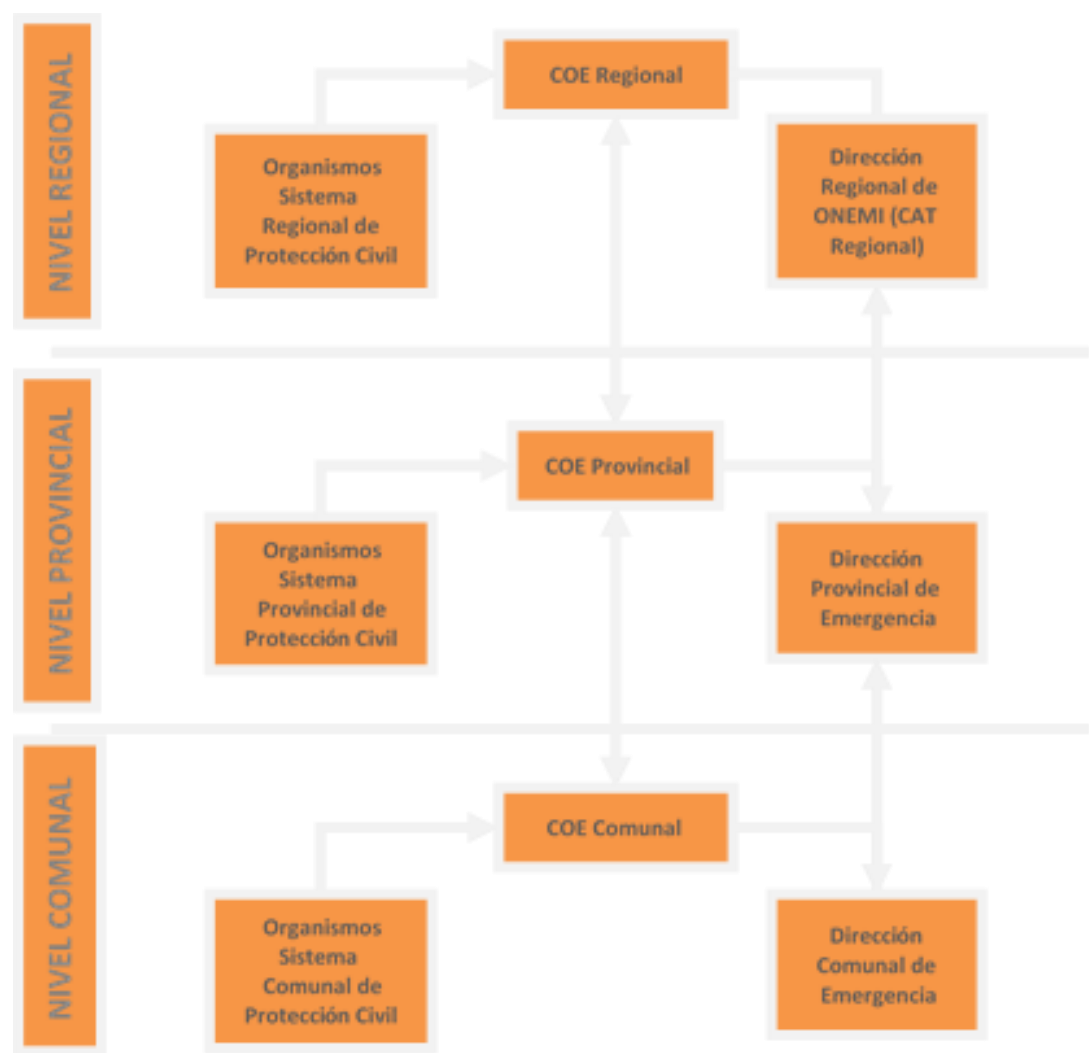 NIVEL REGIONAL
COE Regional
Organismos
Sistema
Regional de
Protección Civil
Dirección
Regional de
ONEMI (CAT
Regional)
NIVEL PROVINCIAL
COE Provincial
Organismos
Sistema
Provincial de
Protección Civil
Dirección
Provincial de
Emergencia
NIVEL COMUNAL
COE Comunal
Organismos
Sistema
Comunal de
Protección Civil
Dirección
Comunal de
Emergencia